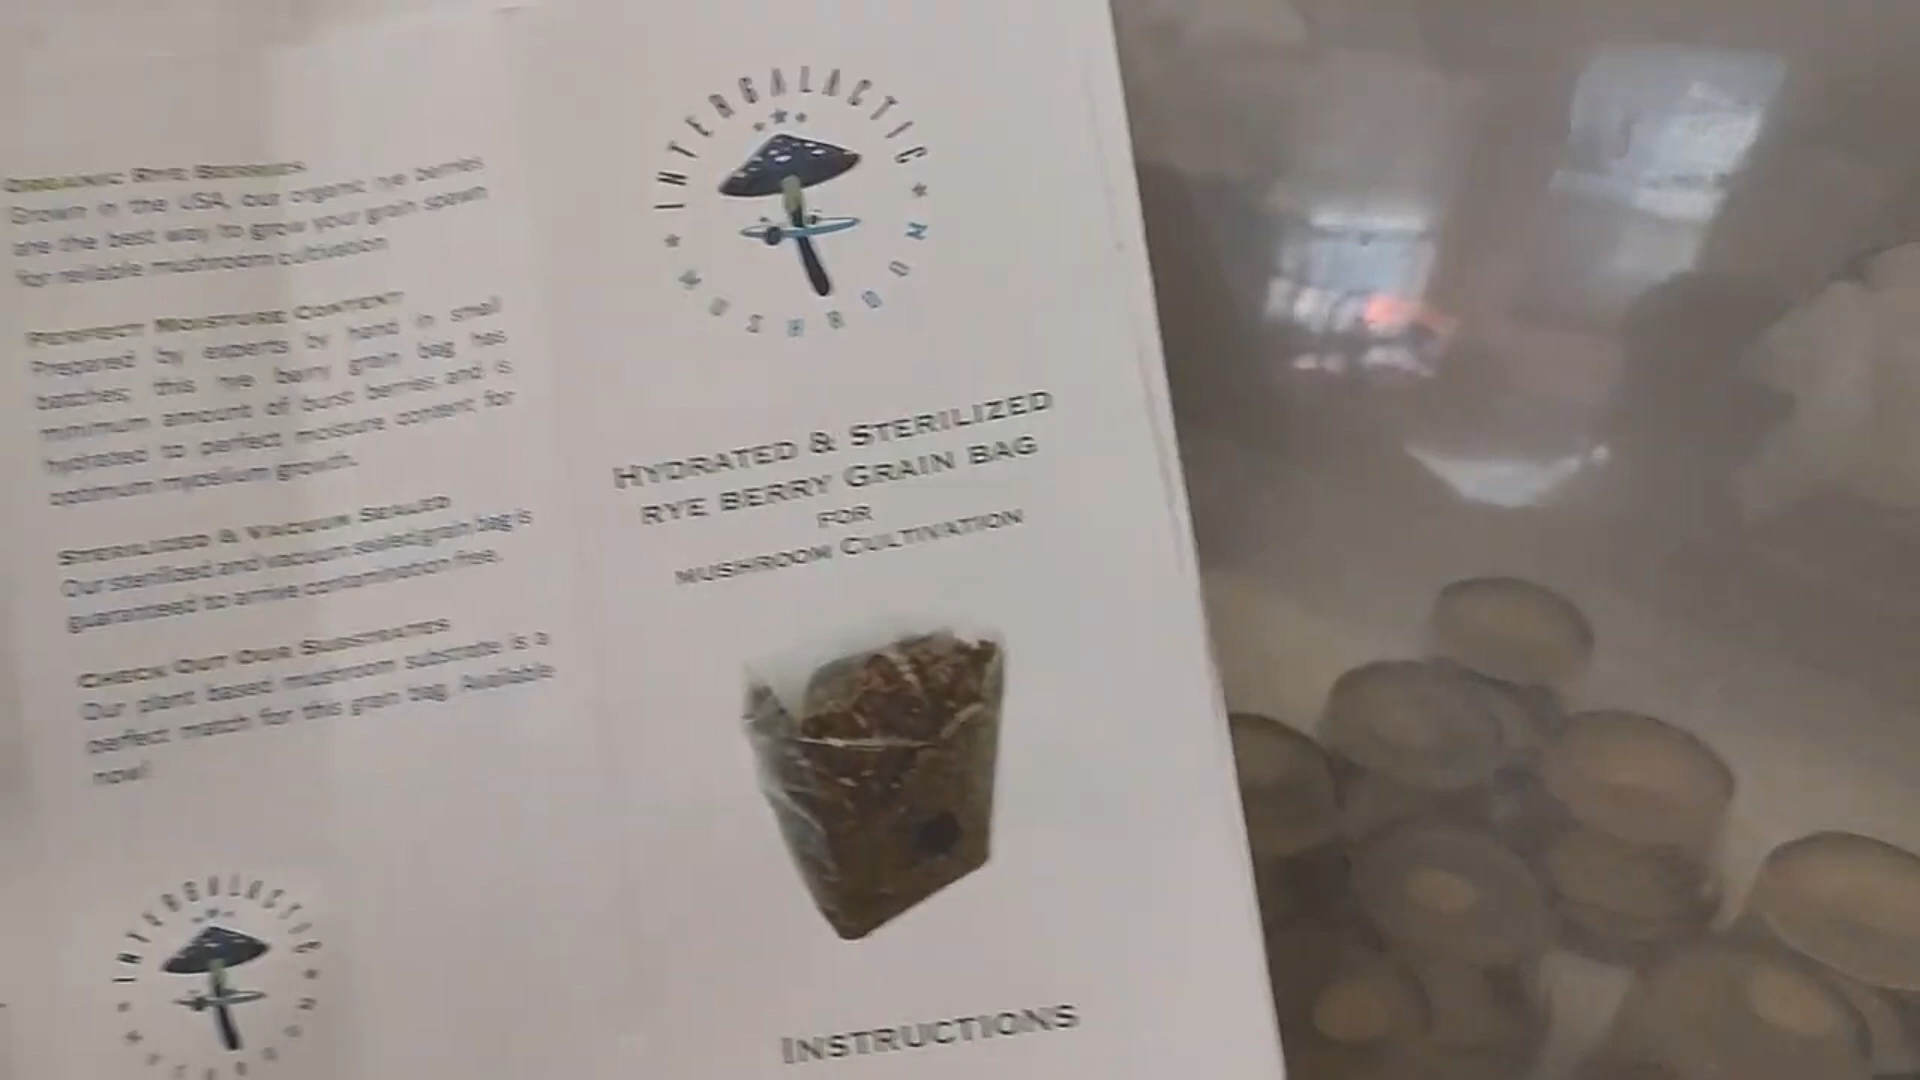 ORGANIC RYE BERRIES
Grown in the USA, our organic rye berries
are the best way to grow your grain spawn
for reliable mushroom cultivation
PERFECT MOISTURE CONTENT
Prepared by experts by hand in small
batches; this rye berry grain bag has
minimum amount of burst berries and is
hydrated to perfect moisture content for
optimum mycelium growth.
STERILIZED & VACUUM SEALED
Our sterilized and vacuum sealed grain bag is
guaranteed to arrive contamination free.
CHECK OUT OUR SUBSTRATES
Our plant based mushroom substrate is a
perfect match for this grain bag. Available
now!
INTERGALACTIC
INTERGALACTIC
MUSHROOM
HYDRATED & STERILIZED
RYE BERRY GRAIN BAG
FOR
MUSHROOM CULTIVATION
INSTRUCTIONS